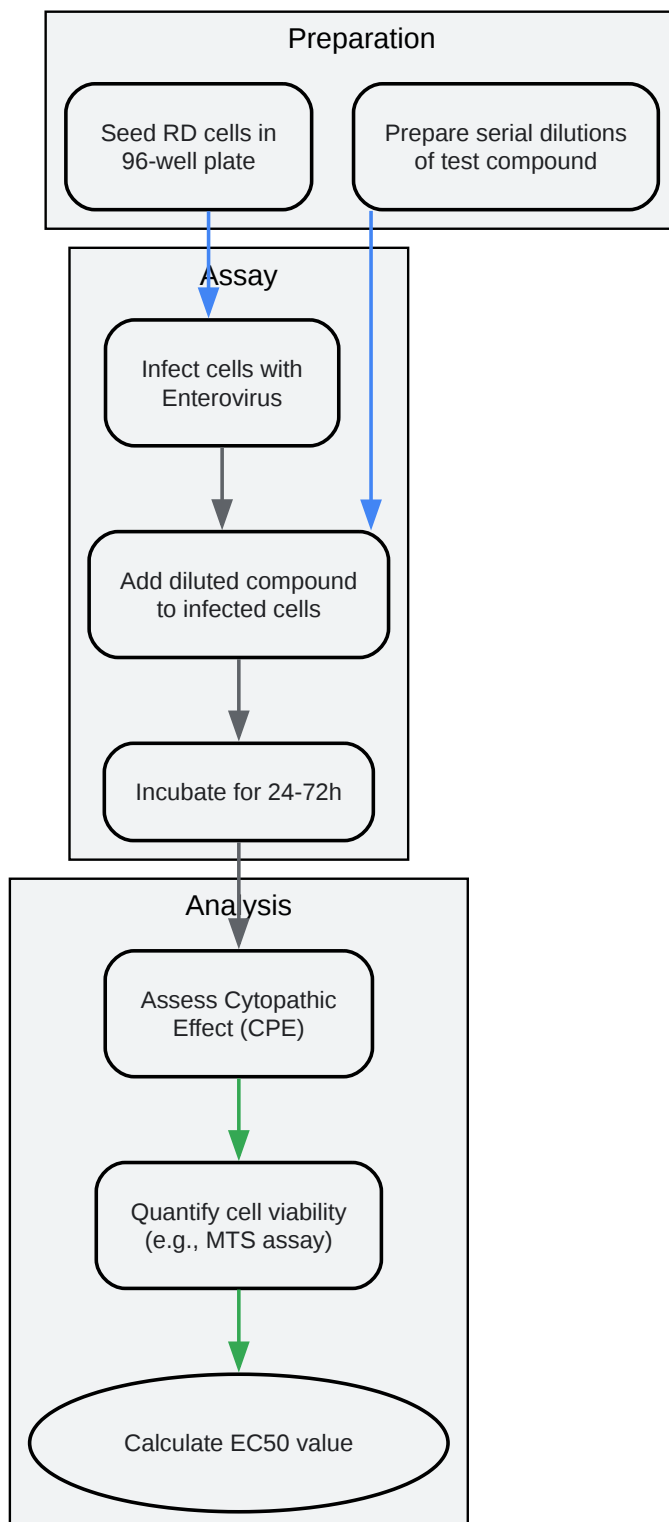 Preparation
Seed RD cells in
96-well plate
Prepare serial dilutions
of test compound
Assay
Infect cells with
Enterovirus
Add diluted compound
to infected cells
Incubate for 24-72h
Analysis
Assess Cytopathic
Effect (CPE)
Quantify cell viability
(e.g., MTS assay)
Calculate EC50 value